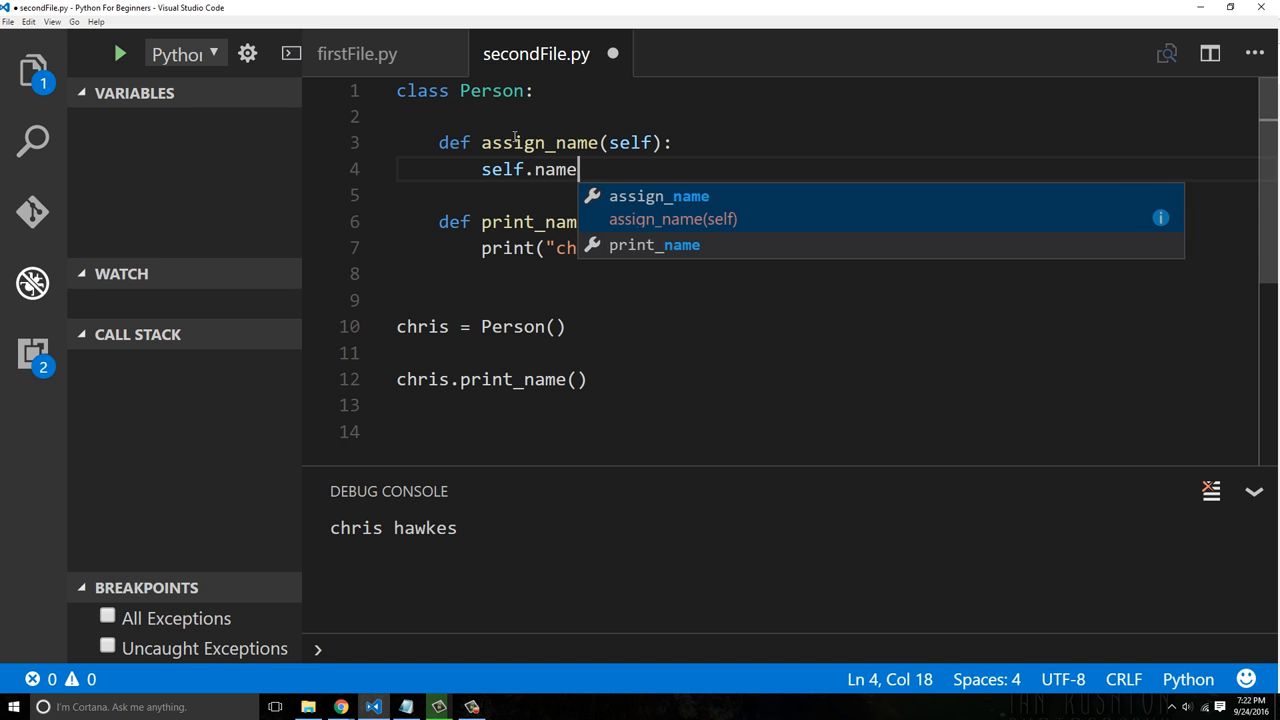 secondFile.py - Python For Beginners - Visual Studio Code
File Edit View Go Help
Python
firstFile.py
secondFile.py
1
VARIABLES
WATCH
CALL STACK
2
BREAKPOINTS
All Exceptions
Uncaught Exceptions
1 class Person:
2
3 def assign_name(self):
4 self.name
5
6 def print_nam
7 print("ch
8
9
10 chris = Person()
11
12 chris.print_name()
13
14
assign_name
assign_name(self)
print_name
DEBUG CONSOLE
chris hawkes
0 0
Ln 4, Col 18 Spaces: 4 UTF-8 CRLF Python
I'm Cortana. Ask me anything.
7:22 PM
9/24/2016